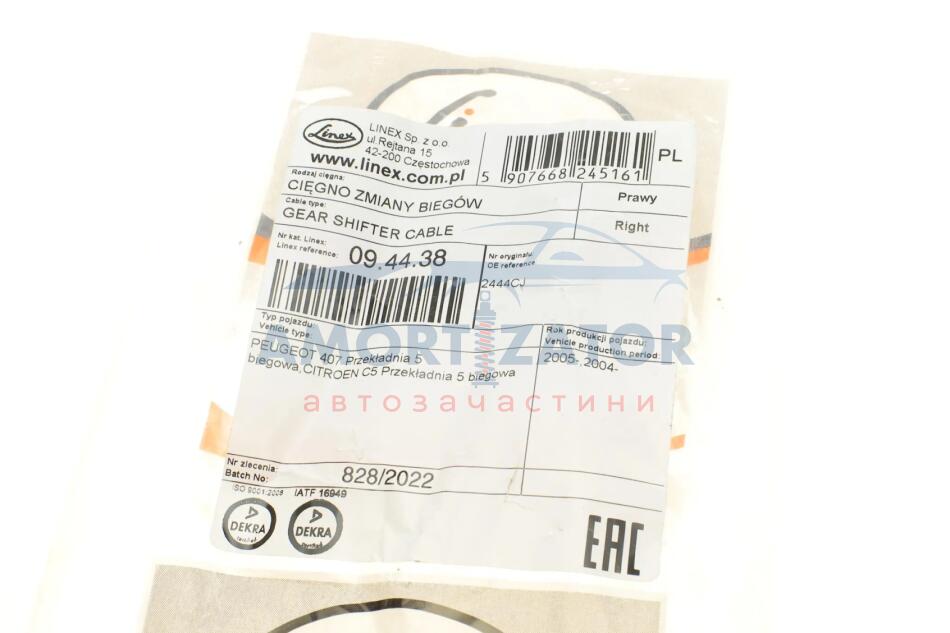 Linex
LINEX Sp. z o.o.
ul.Rejtana 15
42-200 Częstochowa
www.linex.com.pl
5 907668 245161
PL
Rodzaj cięgna:
CIĘGNO ZMIANY BIEGÓW
Prawy
Cable type:
GEAR SHIFTER CABLE
Right
Nr kat. Linex:
Linex reference:
09.44.38
Nr oryginału:
OE reference
2444CJ
Typ pojazdu:
Vehicle type:
PEUGEOT 407 Przekładnia 5
biegowa,CITROEN C5 Przekładnia 5 biegowa
Rok produkcji pojazdu:
Vehicle production period:
2005-,2004-
AMORTIZATOR
автозачастини
Nr zlecenia:
Batch No:
828/2022
ISO 9001:2008
IATF 16949
DEKRA
DEKRA
EAC